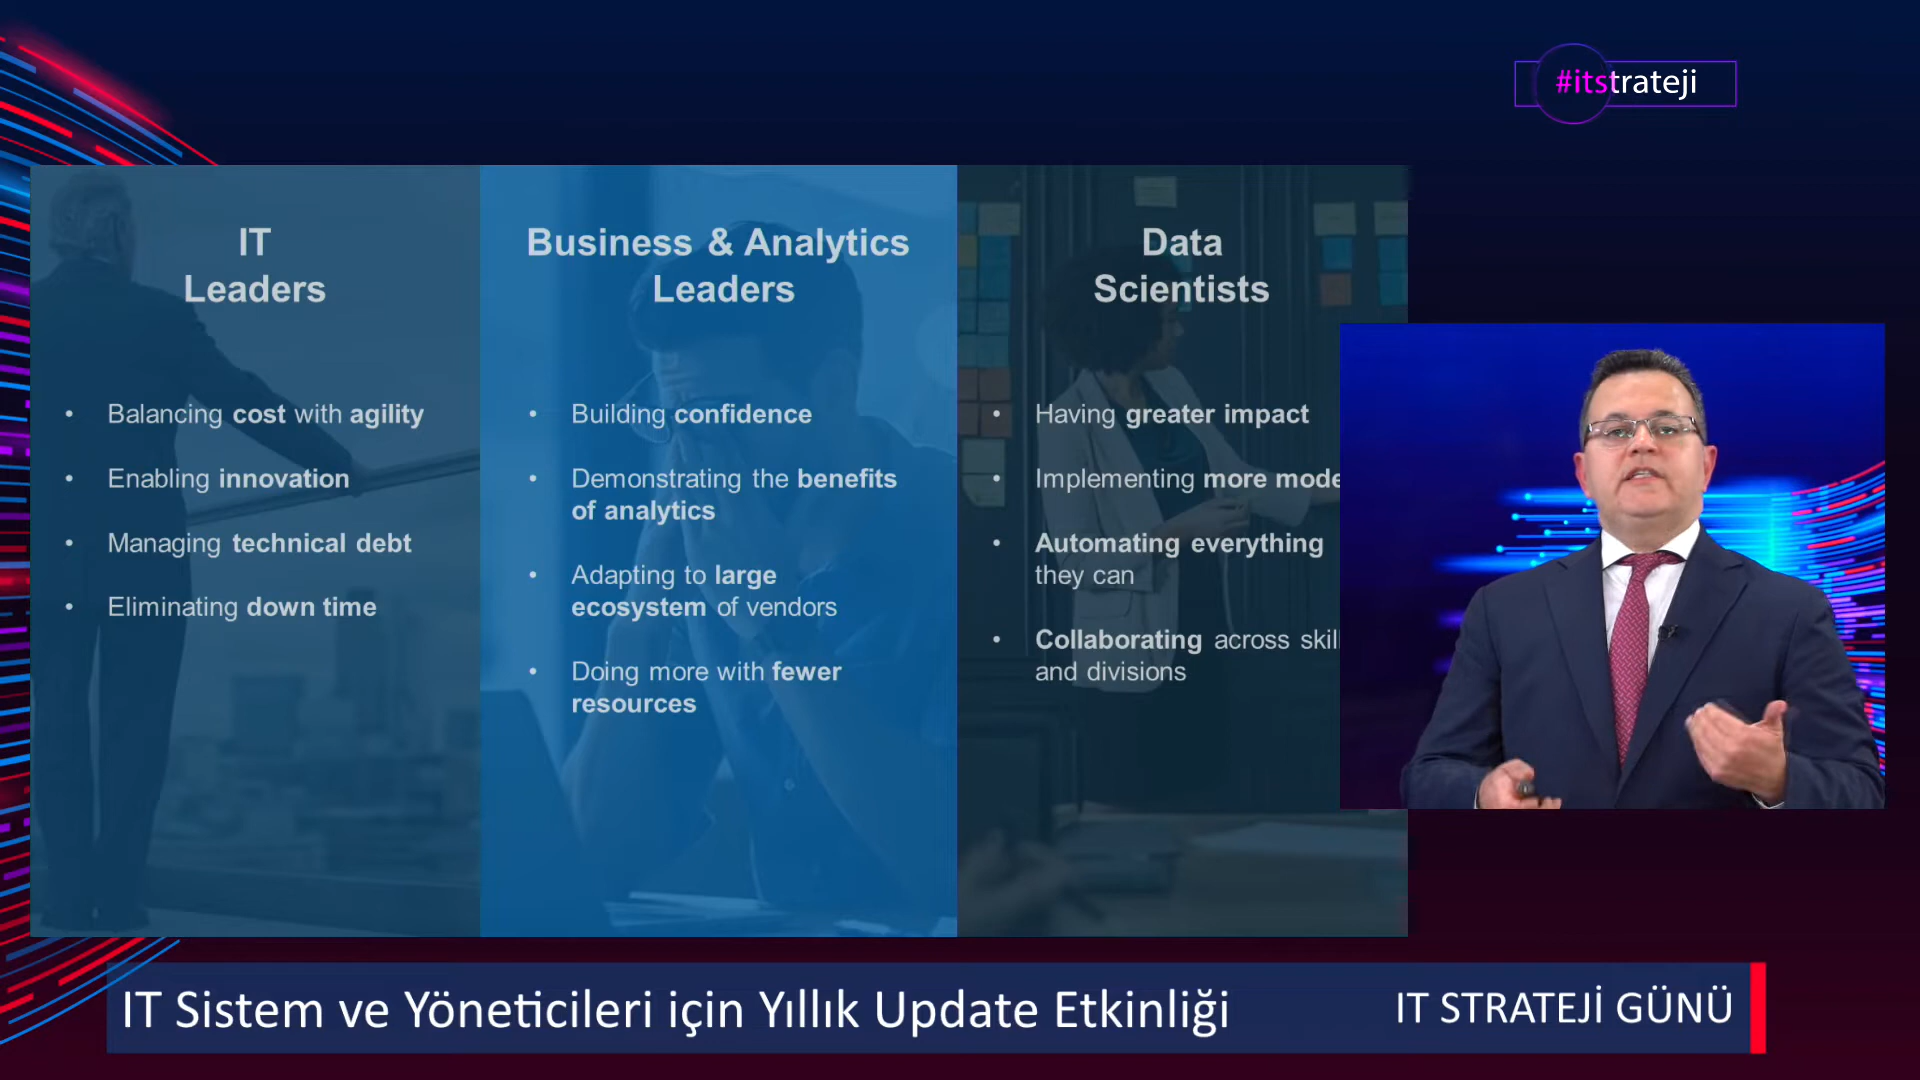 #itstrateji
IT
Leaders
• Balancing cost with agility
• Enabling innovation
• Managing technical debt
• Eliminating down time
Business & Analytics
Leaders
• Building confidence
• Demonstrating the benefits
of analytics
• Adapting to large
ecosystem of vendors
• Doing more with fewer
resources
Data
Scientists
• Having greater impact
• Implementing more
• Automating everything
they can
• Collaborating across
and divisions
IT Sistem ve Yöneticileri için Yıllık Update Etkinliği
IT STRATEJİ GÜNÜ